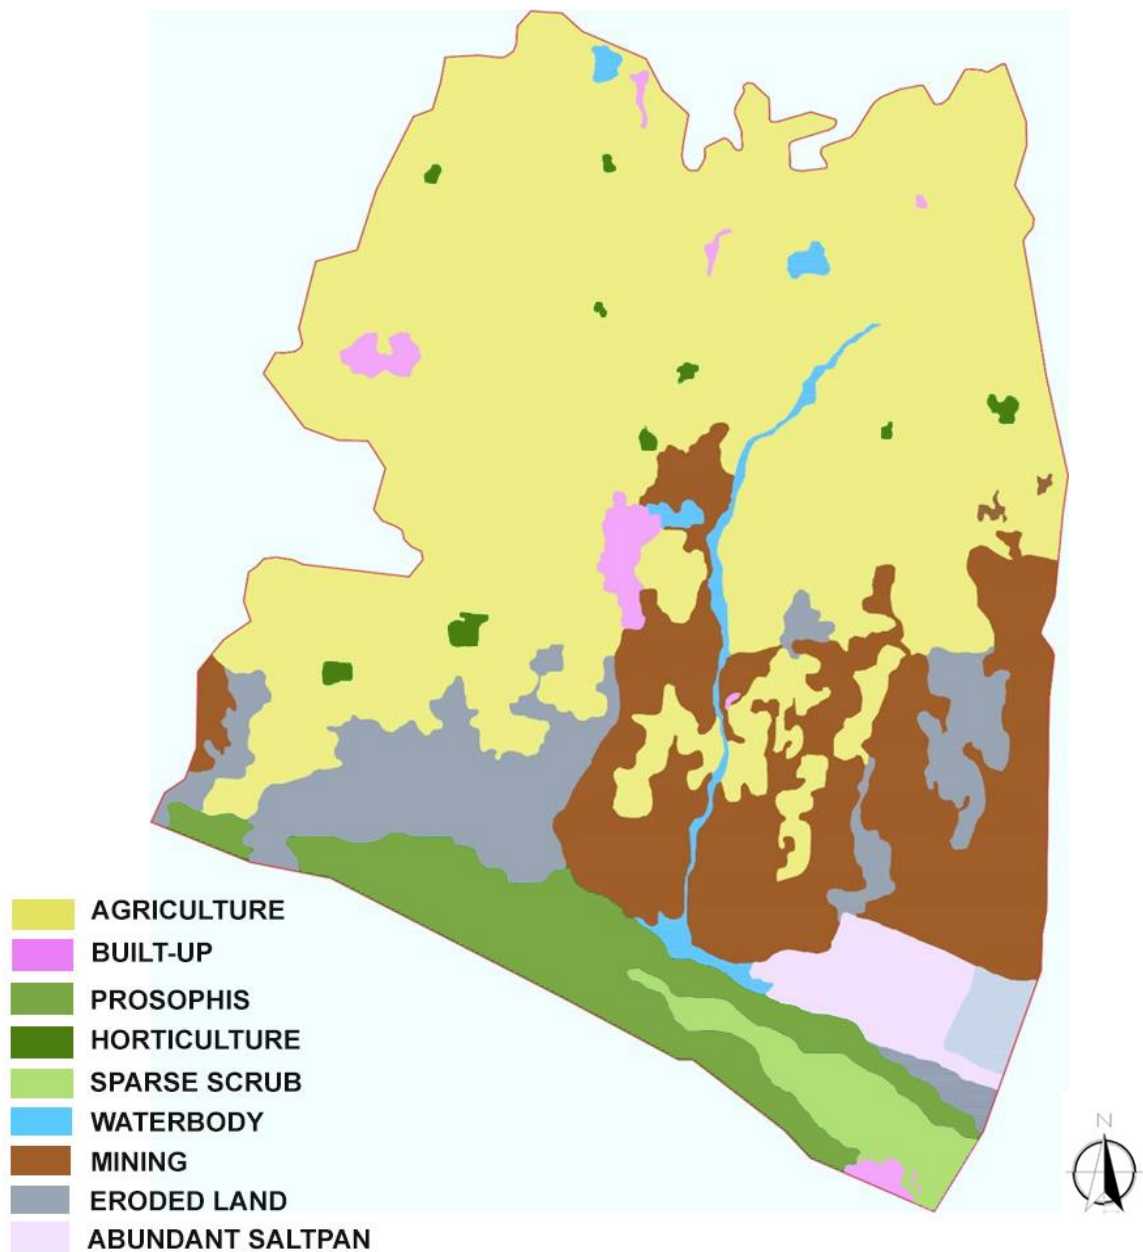 AGRICULTURE
BUILT-UP
PROSOPHIS
HORTICULTURE
SPARSE SCRUB
WATERBODY
MINING
ERODED LAND
ABUNDANT SALTPAN
N